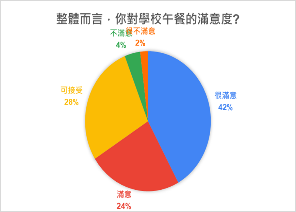 整體而言，你對學校午餐的滿意度?
不滿意
4%
很不滿意
2%
可接受
28%
很滿意
42%
滿意
24%